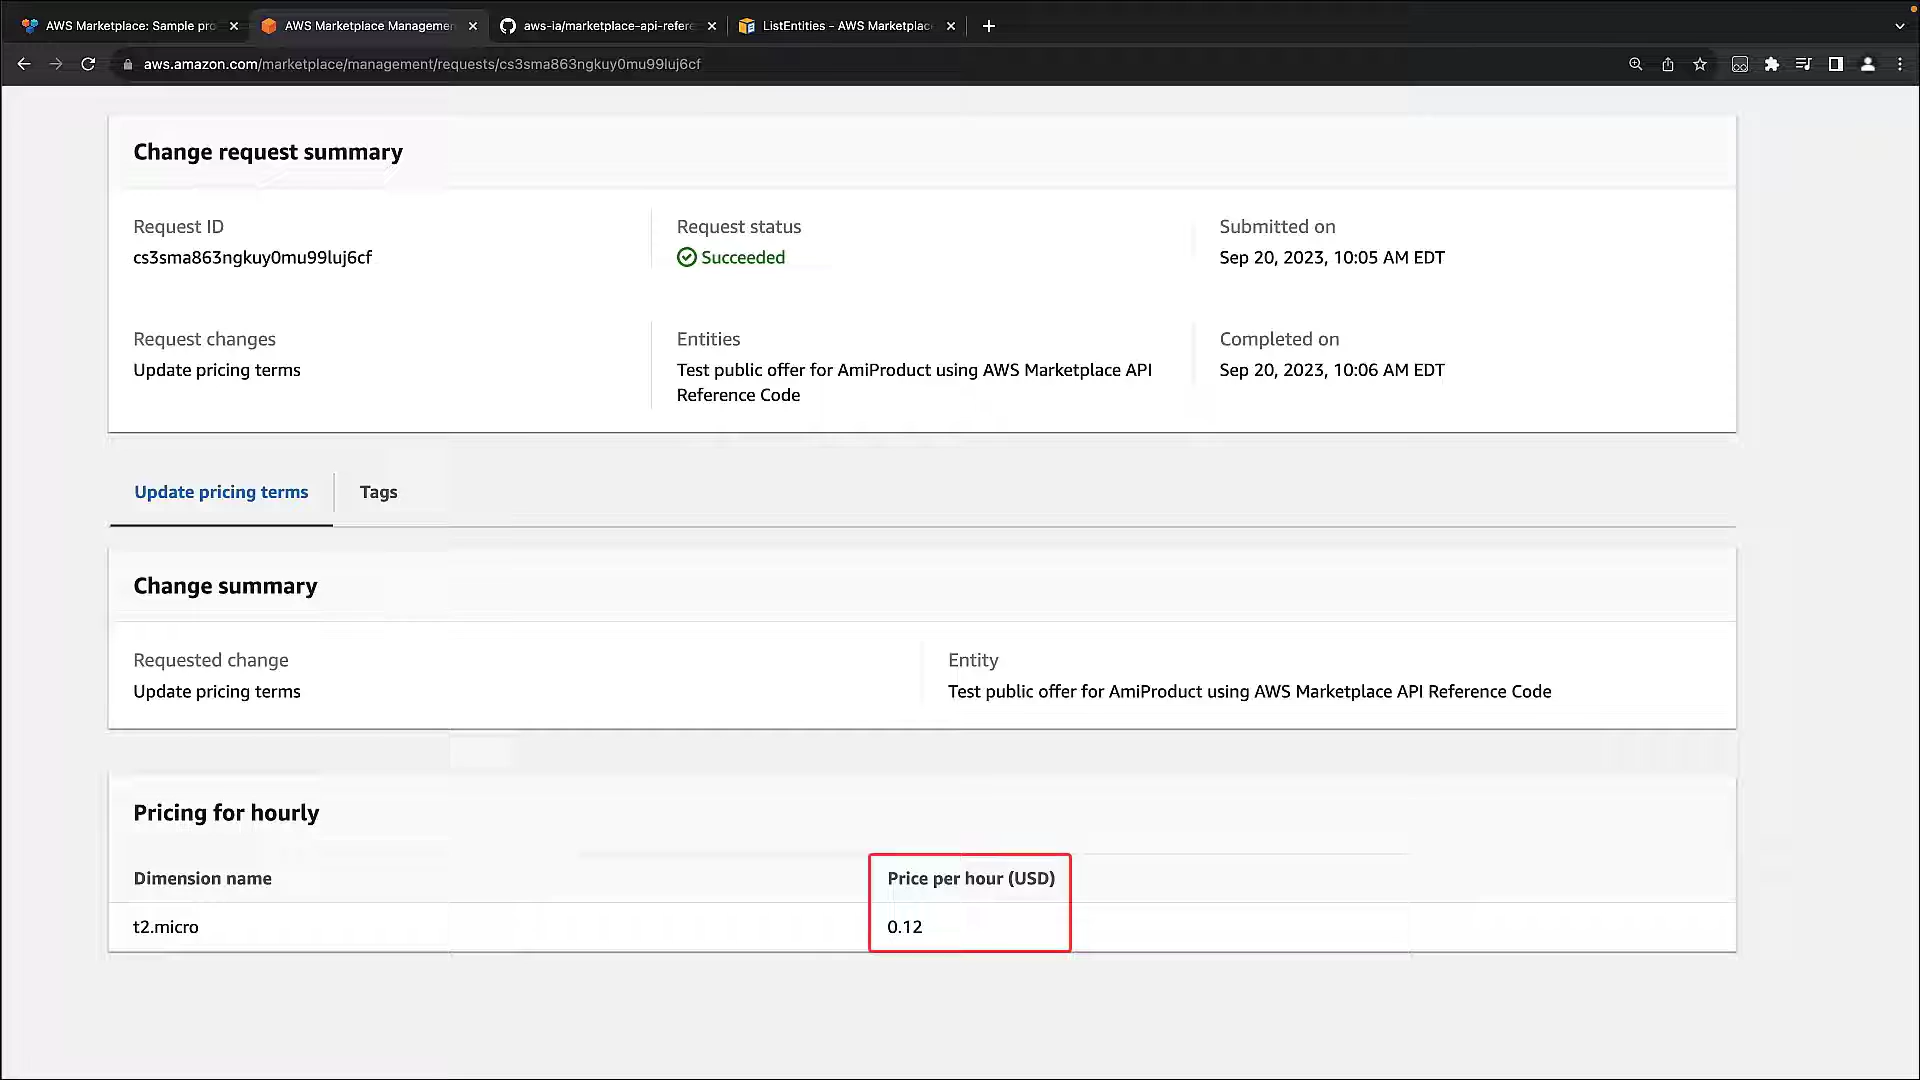 AWS Marketplace: Sample pro
AWS Marketplace Managemen
aws-ia/marketplace-api-refere
ListEntities - AWS Marketplac
aws.amazon.com/marketplace/management/requests/cs3sma863ngkuy0mu99luj6cf
Change request summary
Request ID
cs3sma863ngkuy0mu99luj6cf
Request status
Succeeded
Submitted on
Sep 20, 2023, 10:05 AM EDT
Request changes
Update pricing terms
Entities
Test public offer for AmiProduct using AWS Marketplace API
Reference Code
Completed on
Sep 20, 2023, 10:06 AM EDT
Update pricing terms
Tags
Change summary
Requested change
Update pricing terms
Entity
Test public offer for AmiProduct using AWS Marketplace API Reference Code
Pricing for hourly
Dimension name
Price per hour (USD)
t2.micro
0.12